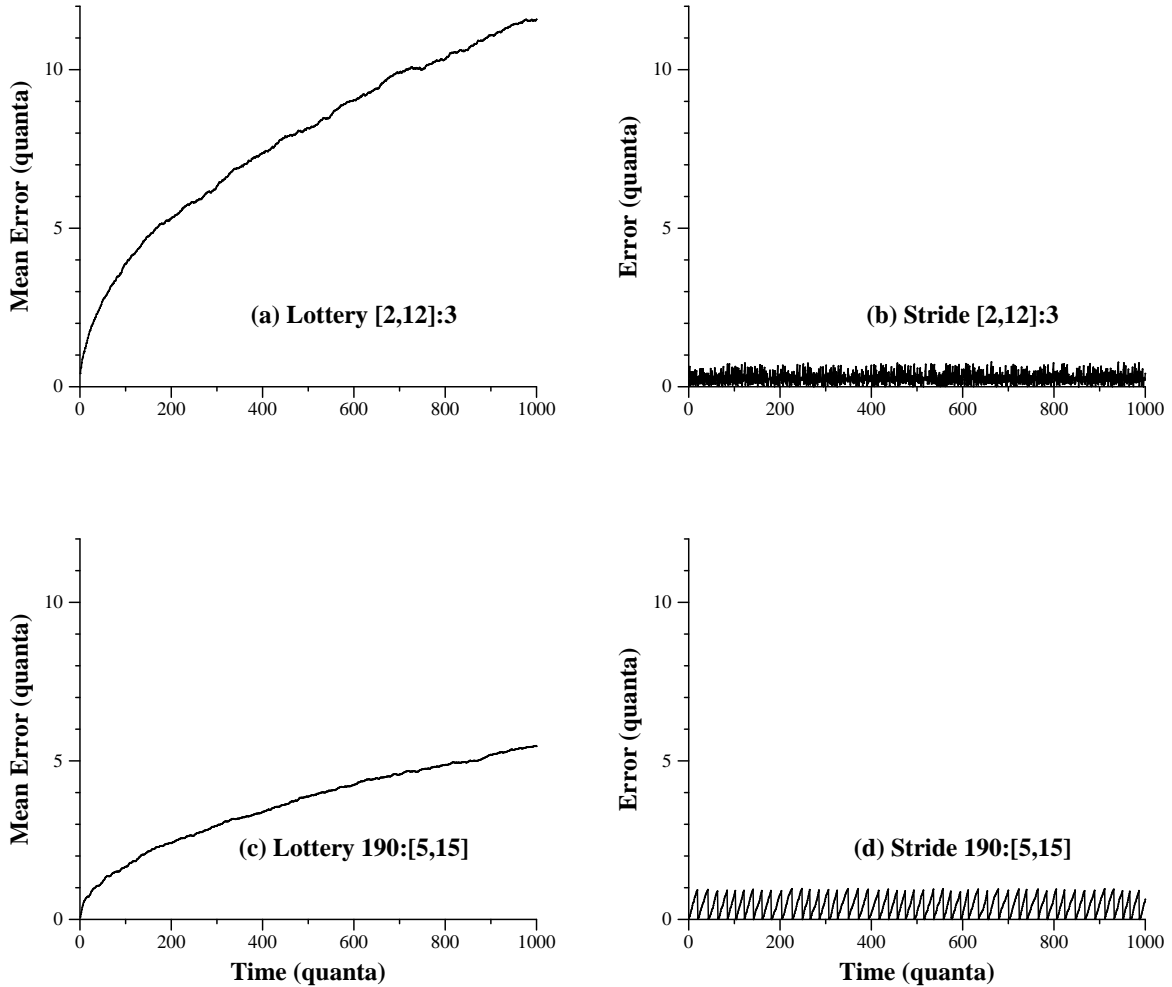 10
5
0
Mean Error (quanta)
(a) Lottery [2,12]:3
0 200 400 600 800 1000
10
5
0
Error (quanta)
(b) Stride [2,12]:3
0 200 400 600 800 1000
10
5
0
Mean Error (quanta)
(c) Lottery 190:[5,15]
0 200 400 600 800 1000
Time (quanta)
10
5
0
Error (quanta)
(d) Stride 190:[5,15]
0 200 400 600 800 1000
Time (quanta)